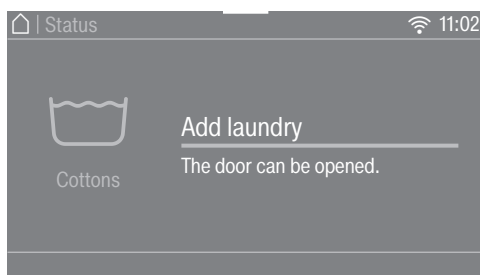 | Status
11:02
Add laundry
The door can be opened.
Cottons